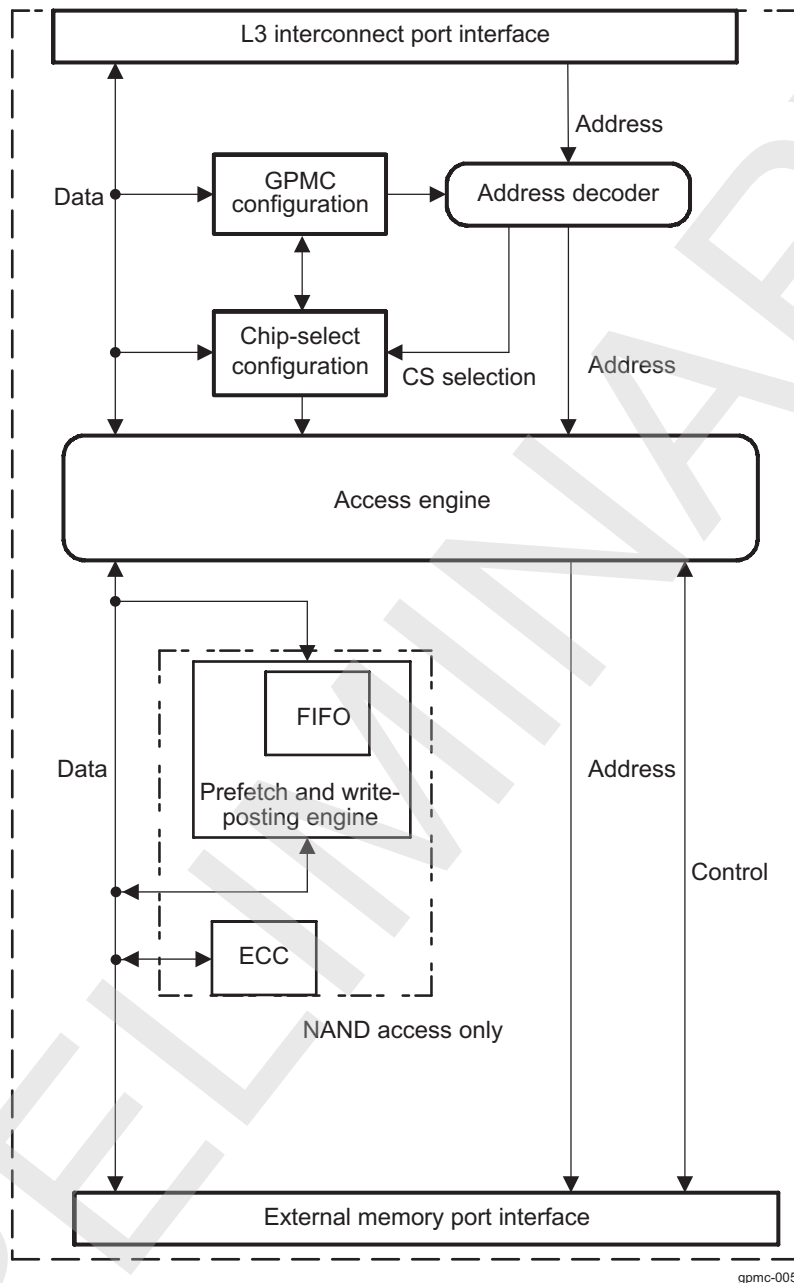 L3 interconnect port interface
Address
GPMC
configuration
Address decoder
Data
Chip-select
configuration
CS selection
Address
Access engine
FIFO
Data
Prefetch and write-
posting engine
Address
Control
ECC
NAND access only
External memory port interface
gpmc-005
PRELIMINAR